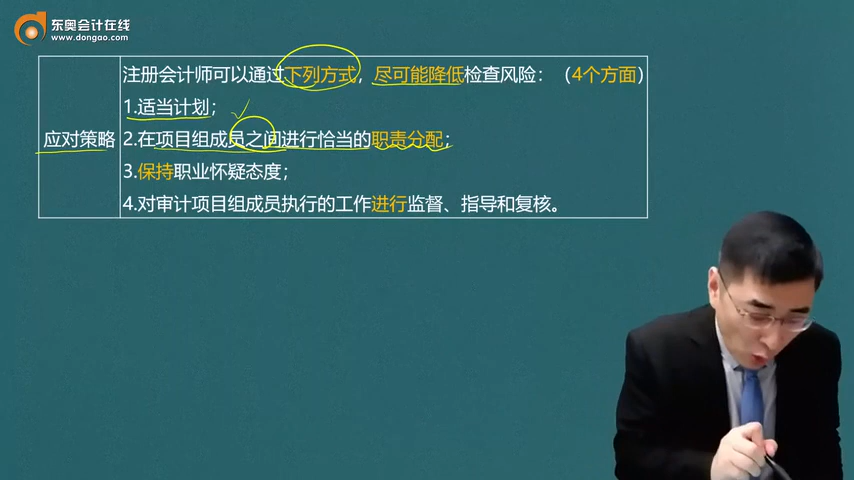 东奥会计在线
www.dongao.com
注册会计师可以通过下列方式，尽可能降低检查风险：（4个方面）
1.适当计划；
应对策略
2.在项目组成员之间进行恰当的职责分配；
3.保持职业怀疑态度；
4.对审计项目组成员执行的工作进行监督、指导和复核。